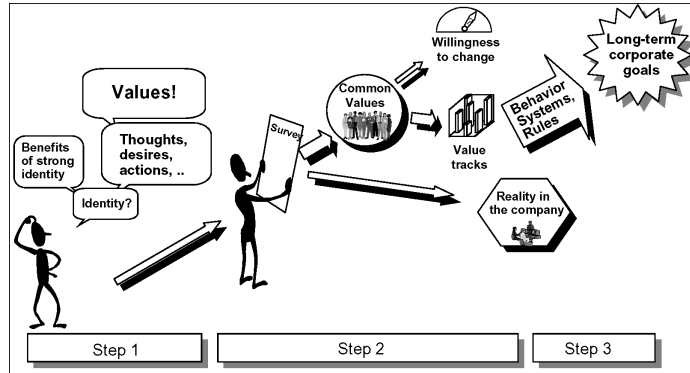 Values!
Thoughts,
desires,
actions, ..
Benefits
of strong
identity
Identity?
Survey
Common
Values
Willingness
to change
Value
tracks
Reality in
the company
Behavior
Systems,
Rules
Long-term
corporate
goals
Step 1
Step 2
Step 3